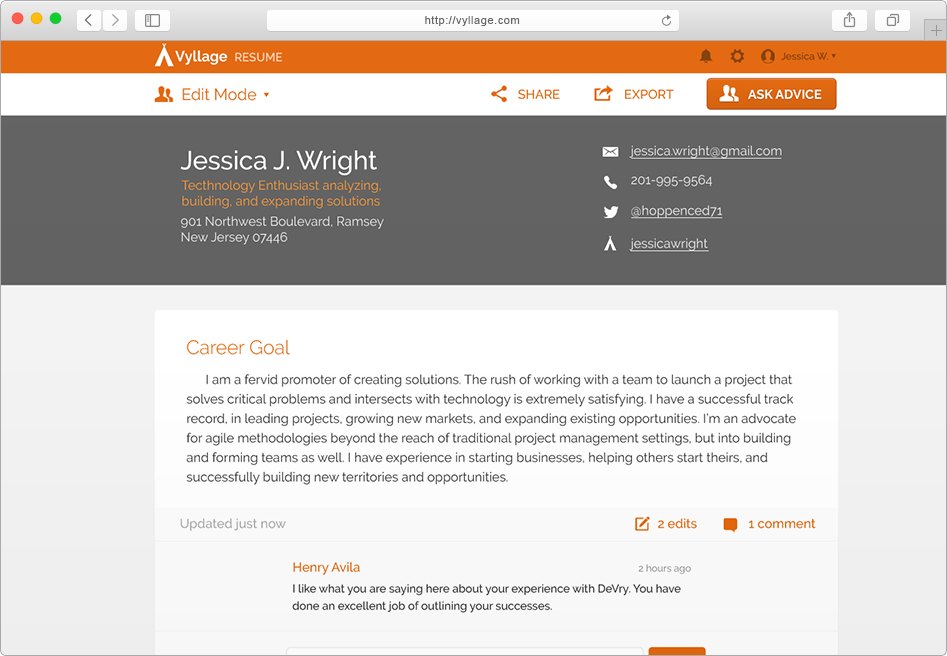 http://vyllage.com
Vyllage RESUME
Jessica W.
Edit Mode
SHARE
EXPORT
ASK ADVICE
Jessica J. Wright
Tecthnology Enthusiast analyzing,
building, and expanding solutions
901 Northwest Boulevard, Ramsey
New Jersey 07446
jessica.wright@gmail.com
201-995-9564
@hoppenced71
jessicawright
Career Goal
I am a fervid promoter of creating solutions. The rush of working with a team to launch a project that
solves critical problems and intersects with technology is extremely satisfying. I have a successful track
record, in leading projects, growing new markets, and expanding existing opportunities. I'm an advocate
for agile methodologies beyond the reach of traditional project management settings, but into building
and forming teams as well. I have experience in starting businesses, helping others start theirs, and
successfully building new territories and opportunities.
Updated just now
2 edits
1 comment
Henry Avila
2 hours ago
I like what you are saying here about your experience with DeVry. You have
done an excellent job of outlining your successes.